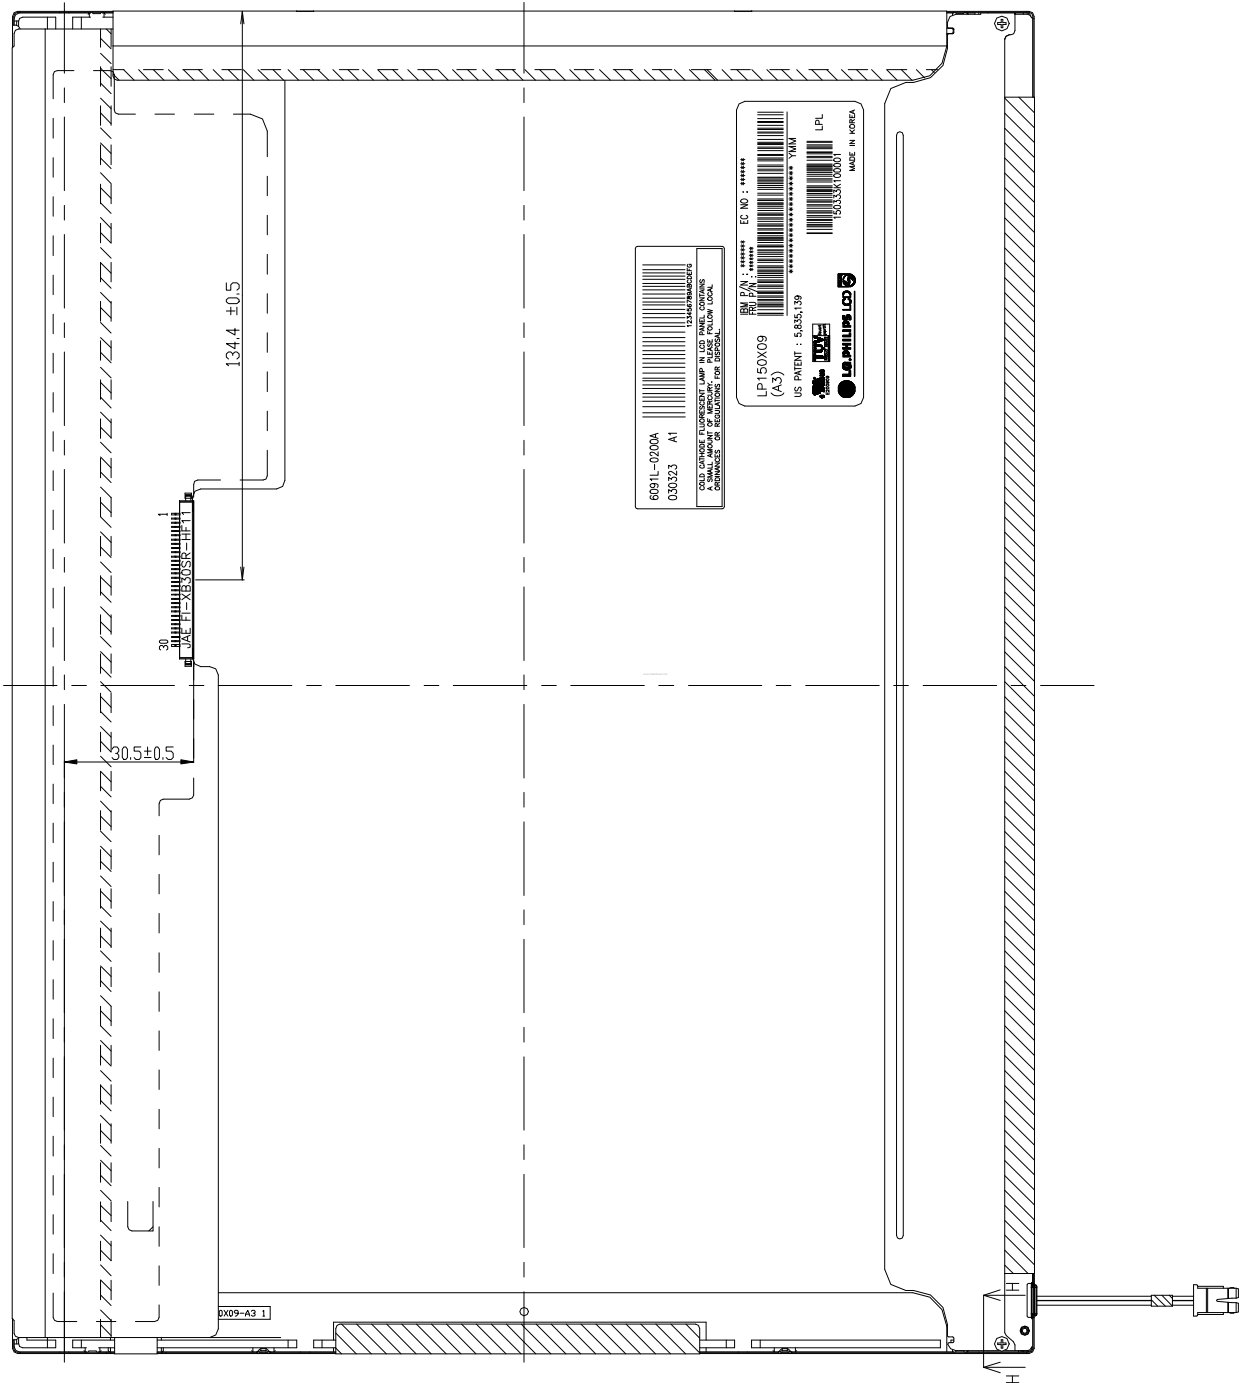 134.4 ±0.5
1
JAE FI-XB30SR-HF11
30
30.5±0.5
0X09-A3 1
6091L-0200A
030323 A1
123456789ABCDEFG
COLD CATHODE FLUORESCENT LAMP IN LCD PANEL CONTAINS
A SMALL AMOUNT OF MERCURY. PLEASE FOLLOW LOCAL
ORDINANCES OR REGULATIONS FOR DISPOSAL.
IBM P/N : ******* EC NO : *******
FRU P/N : *******
LP150X09
(A3)
********************** YMM
US PATENT : 5,835,139
150333K100001
LPL
TUV
LG.PHILIPS LCD
MADE IN KOREA
H
H